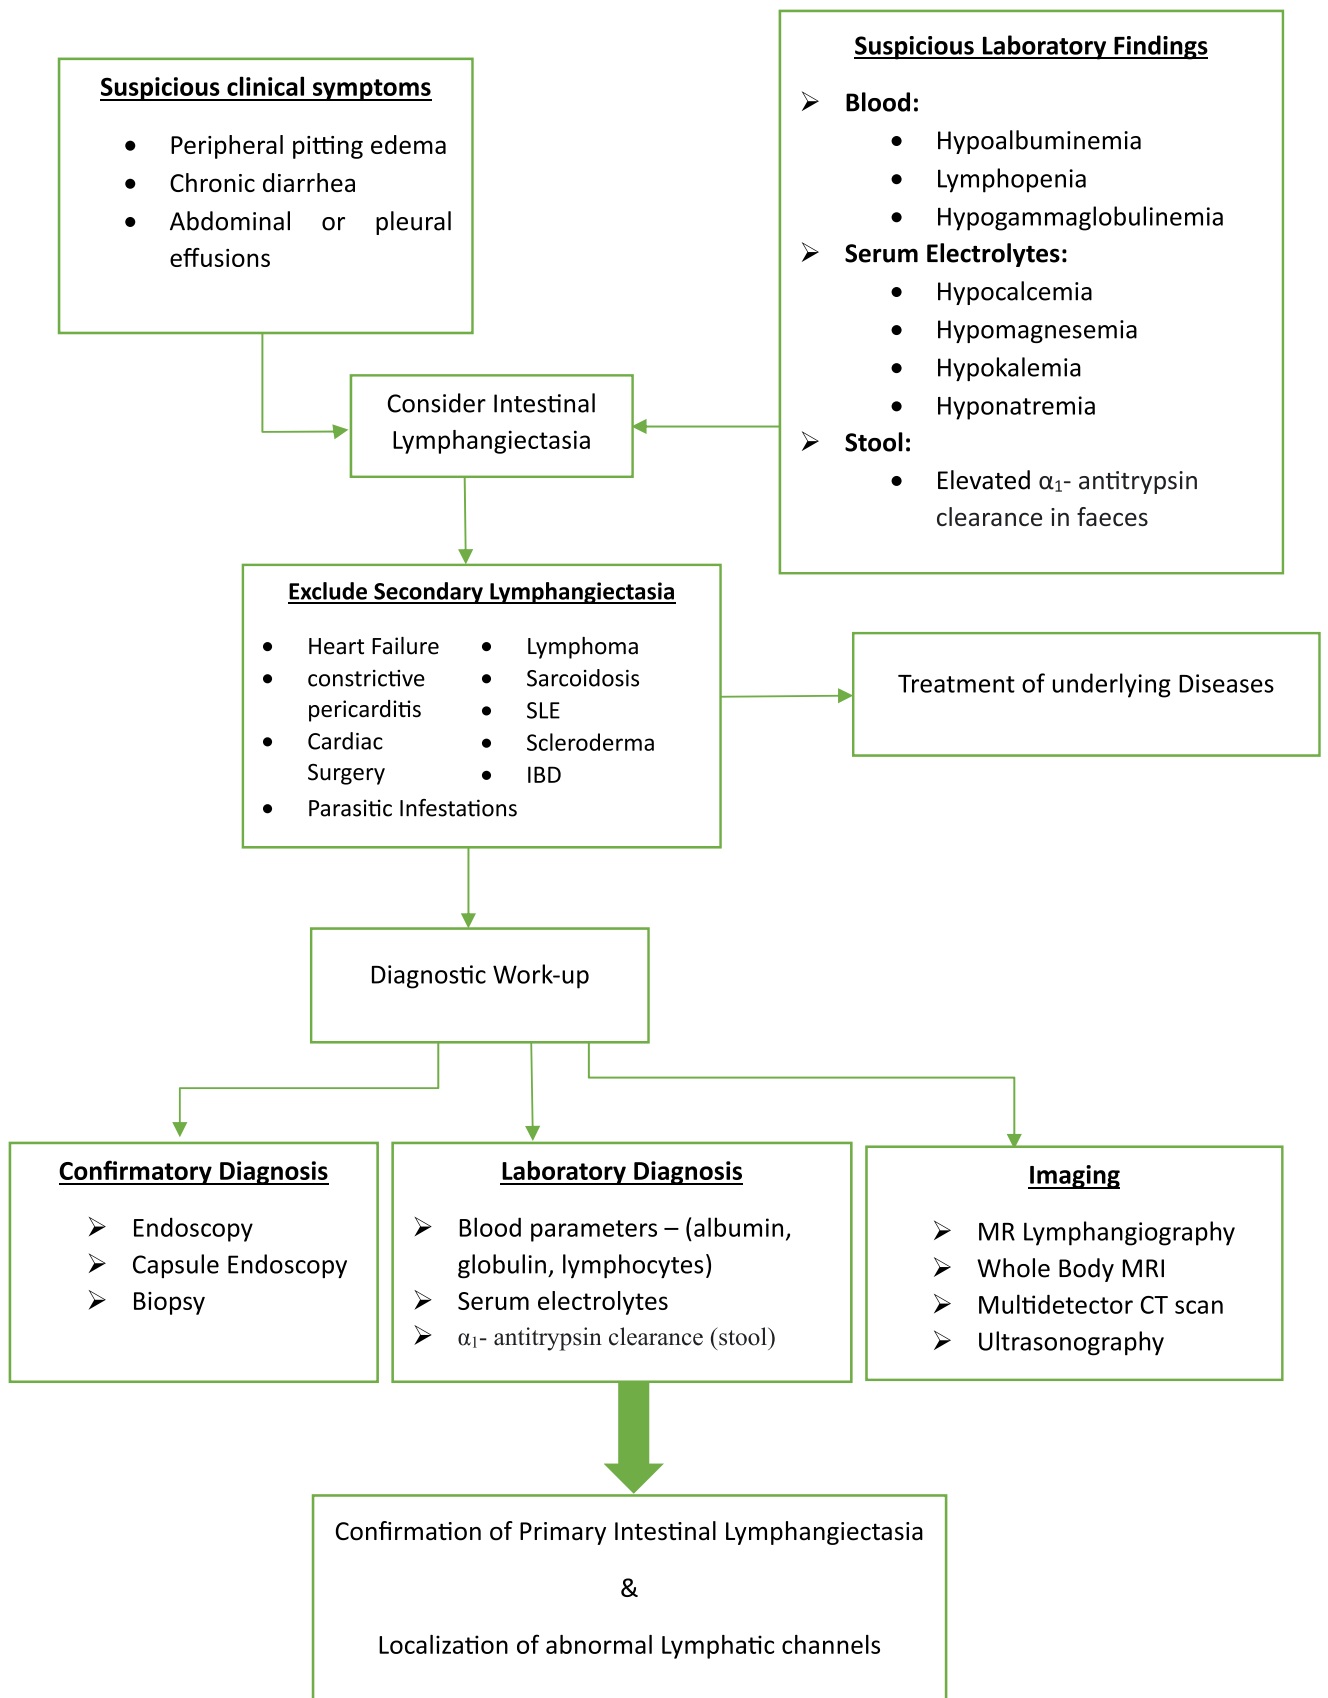 Suspicious clinical symptoms
• Peripheral pitting edema
• Chronic diarrhea
• Abdominal or pleural
effusions
Suspicious Laboratory Findings
➢ Blood:
• Hypoalbuminemia
• Lymphopenia
• Hypogammaglobulinemia
➢ Serum Electrolytes:
• Hypocalcemia
• Hypomagnesemia
• Hypokalemia
• Hyponatremia
➢ Stool:
• Elevated α₁- antitrypsin
clearance in faeces
Consider Intestinal
Lymphangiectasia
Exclude Secondary Lymphangiectasia
• Heart Failure
• constrictive
pericarditis
• Cardiac
Surgery
• Parasitic Infestations
• Lymphoma
• Sarcoidosis
• SLE
• Scleroderma
• IBD
Treatment of underlying Diseases
Diagnostic Work-up
Confirmatory Diagnosis
➢ Endoscopy
➢ Capsule Endoscopy
➢ Biopsy
Laboratory Diagnosis
➢ Blood parameters – (albumin,
globulin, lymphocytes)
➢ Serum electrolytes
➢ α₁- antitrypsin clearance (stool)
Imaging
➢ MR Lymphangiography
➢ Whole Body MRI
➢ Multidetector CT scan
➢ Ultrasonography
Confirmation of Primary Intestinal Lymphangiectasia
&
Localization of abnormal Lymphatic channels